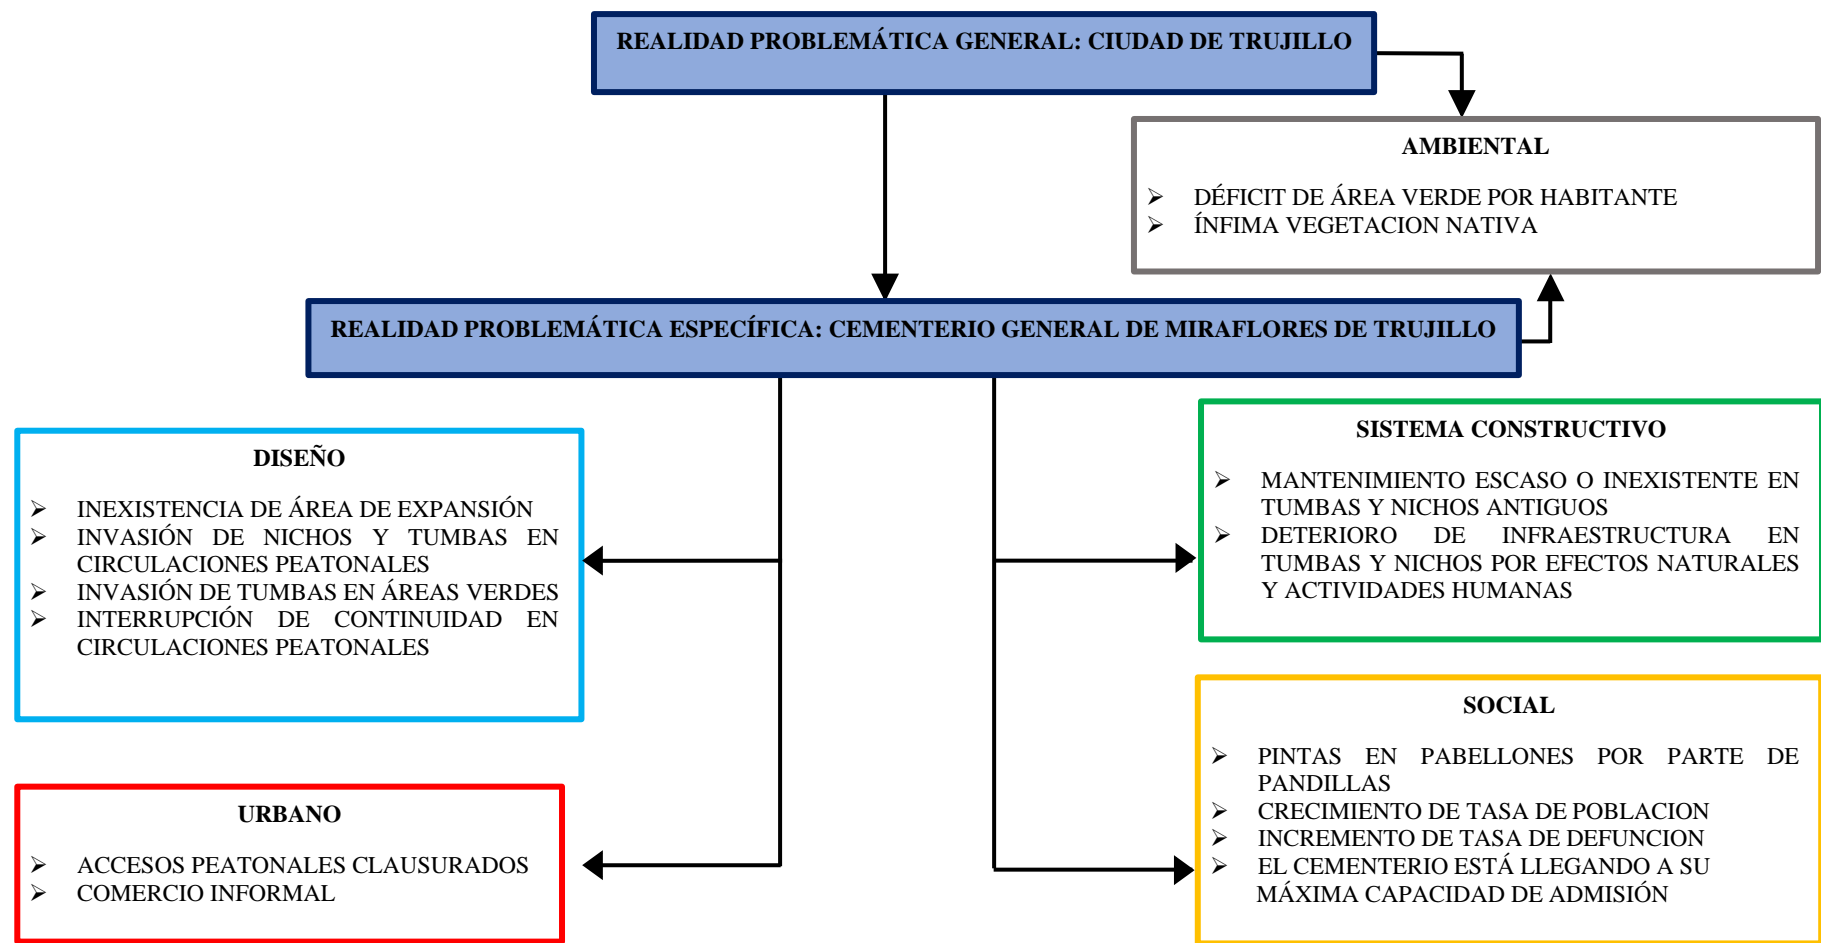 REALIDAD PROBLEMÁTICA GENERAL: CIUDAD DE TRUJILLO
AMBIENTAL
➢ DÉFICIT DE ÁREA VERDE POR HABITANTE
➢ ÍNFIMA VEGETACION NATIVA
REALIDAD PROBLEMÁTICA ESPECÍFICA: CEMENTERIO GENERAL DE MIRAFLORES DE TRUJILLO
DISEÑO
➢ INEXISTENCIA DE ÁREA DE EXPANSIÓN
➢ INVASIÓN DE NICHOS Y TUMBAS EN
CIRCULACIONES PEATONALES
➢ INVASIÓN DE TUMBAS EN ÁREAS VERDES
➢ INTERRUPCIÓN DE CONTINUIDAD EN
CIRCULACIONES PEATONALES
SISTEMA CONSTRUCTIVO
➢ MANTENIMIENTO ESCASO O INEXISTENTE EN
TUMBAS Y NICHOS ANTIGUOS
➢ DETERIORO DE INFRAESTRUCTURA EN
TUMBAS Y NICHOS POR EFECTOS NATURALES
Y ACTIVIDADES HUMANAS
URBANO
➢ ACCESOS PEATONALES CLAUSURADOS
➢ COMERCIO INFORMAL
SOCIAL
➢ PINTAS EN PABELLONES POR PARTE DE
PANDILLAS
➢ CRECIMIENTO DE TASA DE POBLACION
➢ INCREMENTO DE TASA DE DEFUNCION
➢ EL CEMENTERIO ESTÁ LLEGANDO A SU
MÁXIMA CAPACIDAD DE ADMISIÓN